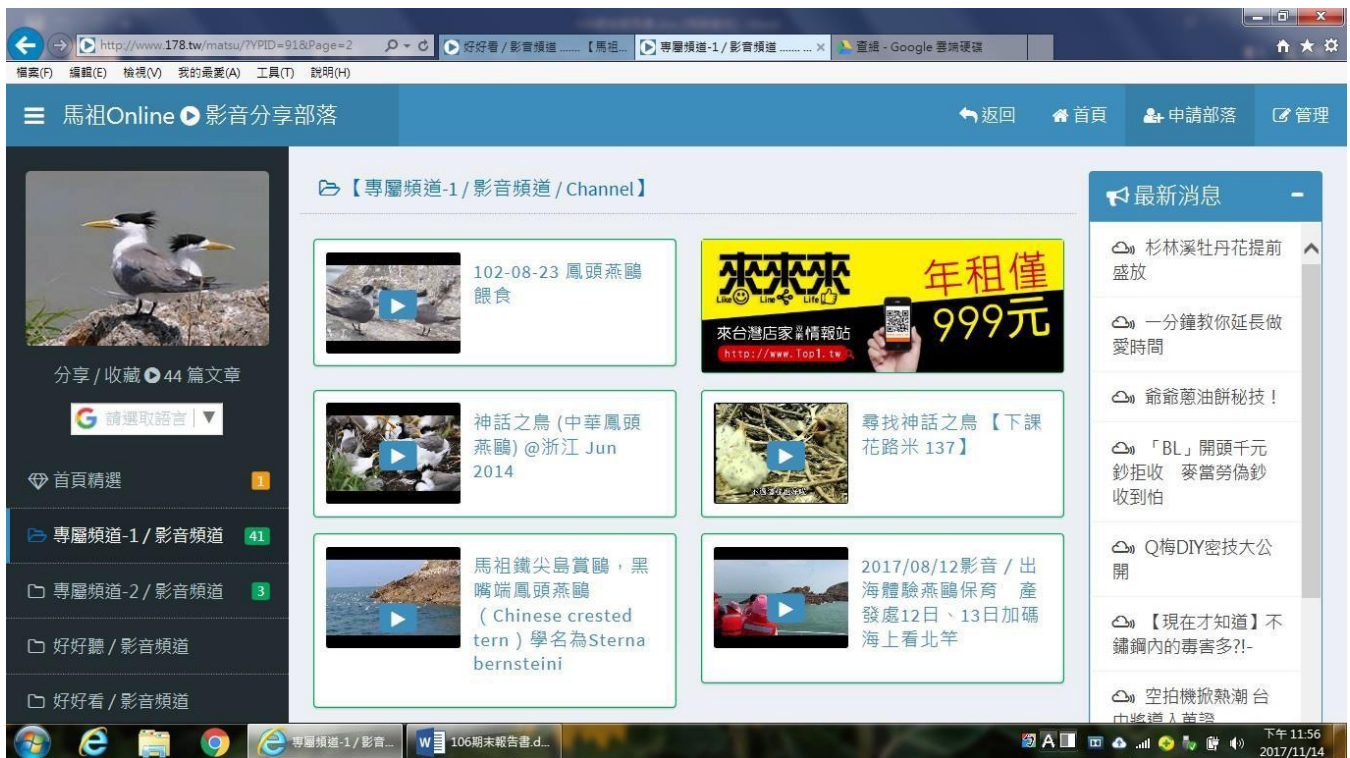 http://www.178.tw/matsu/?YPID=91&Page=2
好好看 / 影音頻道 ........ 【馬祖...
專屬頻道-1 / 影音頻道 ........ ...
查緝 - Google 雲端硬碟
檔案(F) 編輯(E) 檢視(V) 我的最愛(A) 工具(T) 說明(H)
馬祖Online 影音分享部落
返回 首頁 申請部落 管理
分享 / 收藏 44 篇文章
請選取語言 ▼
首頁精選 1
專屬頻道-1 / 影音頻道 41
專屬頻道-2 / 影音頻道 3
好好聽 / 影音頻道
好好看 / 影音頻道
【專屬頻道-1 / 影音頻道 / Channel】
102-08-23 鳳頭燕鷗
餵食
來來來
Like Line Life
來台灣店家情報站
http://www.Top1.tw
年租僅
999元
神話之鳥 (中華鳳頭
燕鷗) @浙江 Jun
2014
尋找神話之鳥 【下課
花路米 137】
馬祖鐵尖島賞鷗，黑
嘴端鳳頭燕鷗
（Chinese crested
tern）學名為Sterna
bernsteini
2017/08/12影音 / 出
海體驗燕鷗保育 產
發處12日、13日加碼
海上看北竿
最新消息
杉林溪牡丹花提前
盛放
一分鐘教你延長做
愛時間
爺爺蔥油餅秘技！
「BL」開頭千元
鈔拒收 麥當勞偽鈔
收到怕
Q梅DIY密技大公
開
【現在才知道】不
鏽鋼內的毒害多?!-
空拍機掀熱潮 台
專屬頻道-1 / 影音...
106期末報告書.d...
A
下午 11:56
2017/11/14